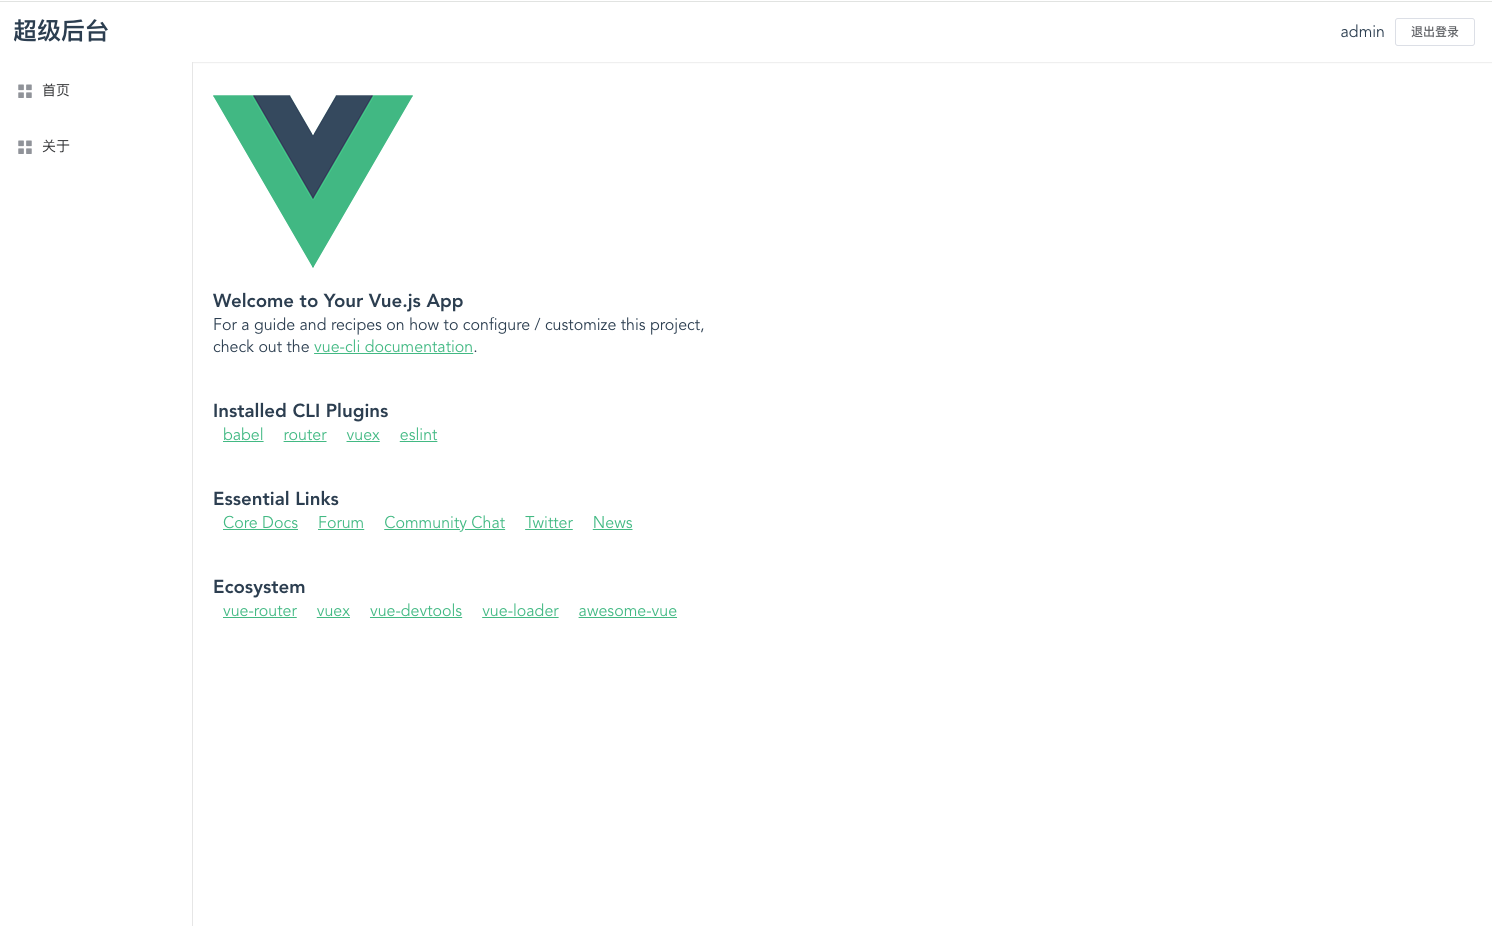 超级后台
admin 退出登录
首页
关于
Welcome to Your Vue.js App
For a guide and recipes on how to configure / customize this project,
check out the vue-cli documentation.
Installed CLI Plugins
babel router vuex eslint
Essential Links
Core Docs Forum Community Chat Twitter News
Ecosystem
vue-router vuex vue-devtools vue-loader awesome-vue